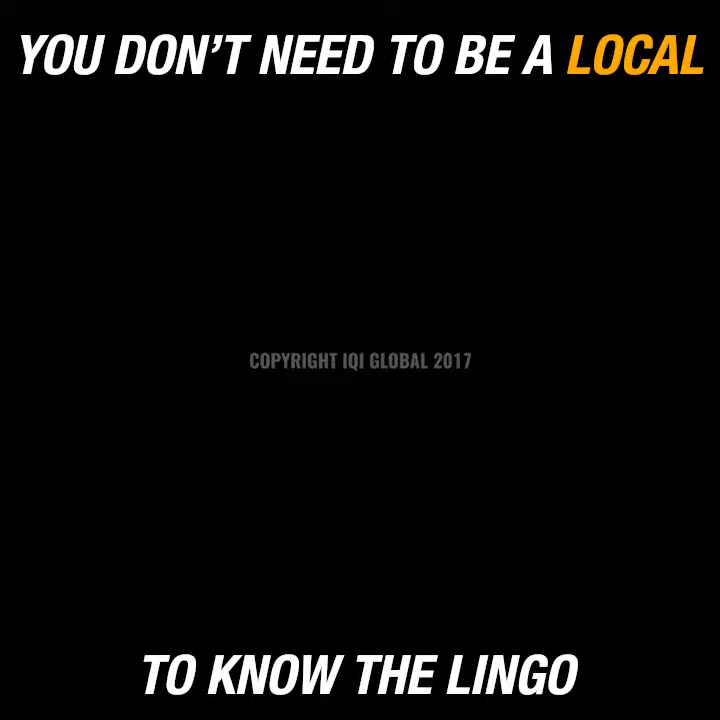 YOU DON'T NEED TO BE A LOCAL
COPYRIGHT IQI GLOBAL 2017
TO KNOW THE LINGO